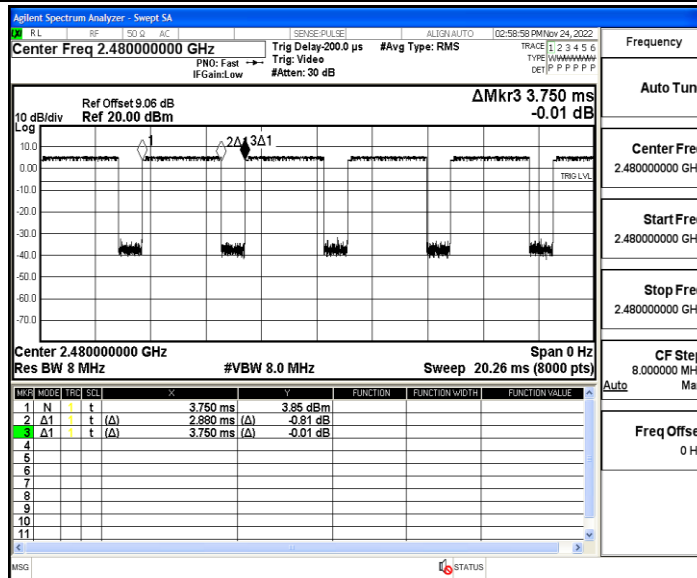 Agilent Spectrum Analyzer - Swept SA
RL RF 50 Ω AC SENSE:PULSE ALIGN AUTO 02:58:58 PM Nov 24, 2022
Center Freq 2.480000000 GHz
PNO: Fast
IFGain:Low
Trig Delay-200.0 µs
Trig: Video
#Atten: 30 dB
#Avg Type: RMS
TRACE 1 2 3 4 5 6
TYPE
DET P P P P P P
Ref Offset 9.06 dB
10 dB/div Ref 20.00 dBm
Log
ΔMkr3 3.750 ms
-0.01 dB
1
2Δ1
3Δ1
TRIG LVL
10.0
0.00
-10.0
-20.0
-30.0
-40.0
-50.0
-60.0
-70.0
Center 2.480000000 GHz Span 0 Hz
Res BW 8 MHz #VBW 8.0 MHz Sweep 20.26 ms (8000 pts)
MKR MODE TRC SCL X Y FUNCTION FUNCTION WIDTH FUNCTION VALUE
1 N 1 t 3.750 ms 3.85 dBm
2 Δ1 1 t (Δ) 2.880 ms (Δ) -0.81 dB
3 Δ1 1 t (Δ) 3.750 ms (Δ) -0.01 dB
4
5
6
7
8
9
10
11
MSG STATUS
Frequency
Auto Tun
Center Fre
2.480000000 GH
Start Fre
2.480000000 GH
Stop Fre
2.480000000 GH
CF Step
8.000000 MH
Auto Ma
Freq Offse
0 H